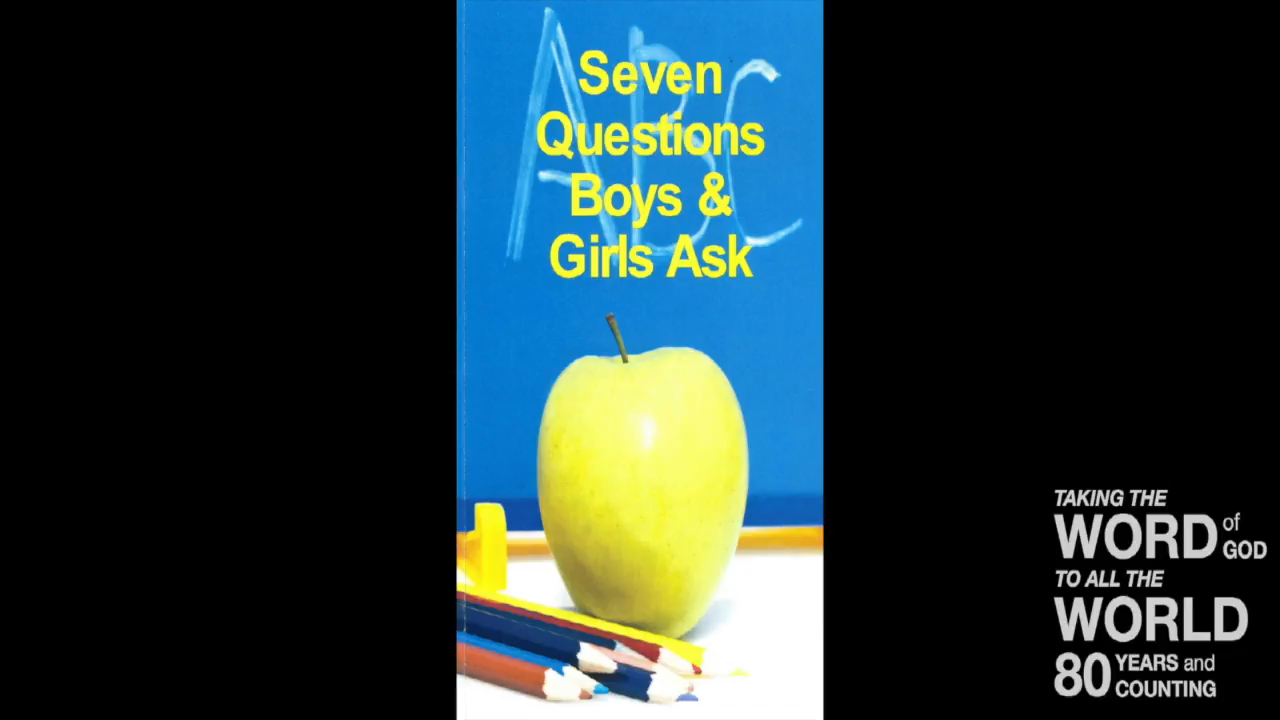 ABC
Seven
Questions
Boys &
Girls Ask
TAKING THE
WORD of GOD
TO ALL THE
WORLD
80 YEARS and COUNTING